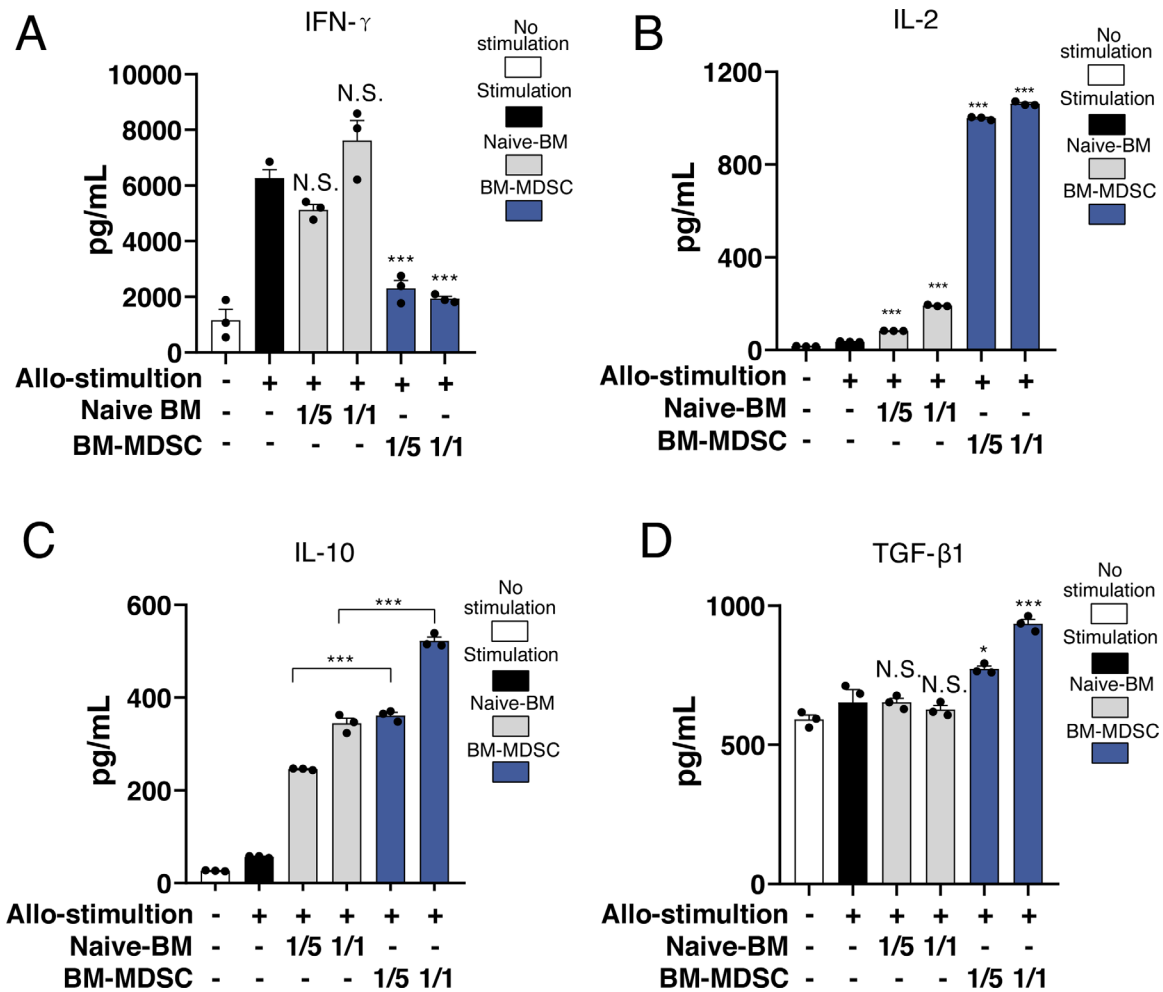 A
IFN-γ
No
stimulation
Stimulation
Naive-BM
BM-MDSC
pg/mL
10000
8000
6000
4000
2000
0
N.S.
N.S.
***
***
Allo-stimultion - + + + + +
Naive BM - - 1/5 1/1 - -
BM-MDSC - - - - 1/5 1/1
B
IL-2
No
stimulation
Stimulation
Naive-BM
BM-MDSC
pg/mL
1200
800
400
0
***
***
***
***
Allo-stimultion - + + + + +
Naive-BM - - 1/5 1/1 - -
BM-MDSC - - - - 1/5 1/1
C
IL-10
No
stimulation
Stimulation
Naive-BM
BM-MDSC
pg/mL
600
400
200
0
***
***
Allo-stimultion - + + + + +
Naive-BM - - 1/5 1/1 - -
BM-MDSC - - - - 1/5 1/1
D
TGF-β1
No
stimulation
Stimulation
Naive-BM
BM-MDSC
pg/mL
1000
500
0
N.S.
N.S.
*
***
Allo-stimultion - + + + + +
Naive-BM - - 1/5 1/1 - -
BM-MDSC - - - - 1/5 1/1